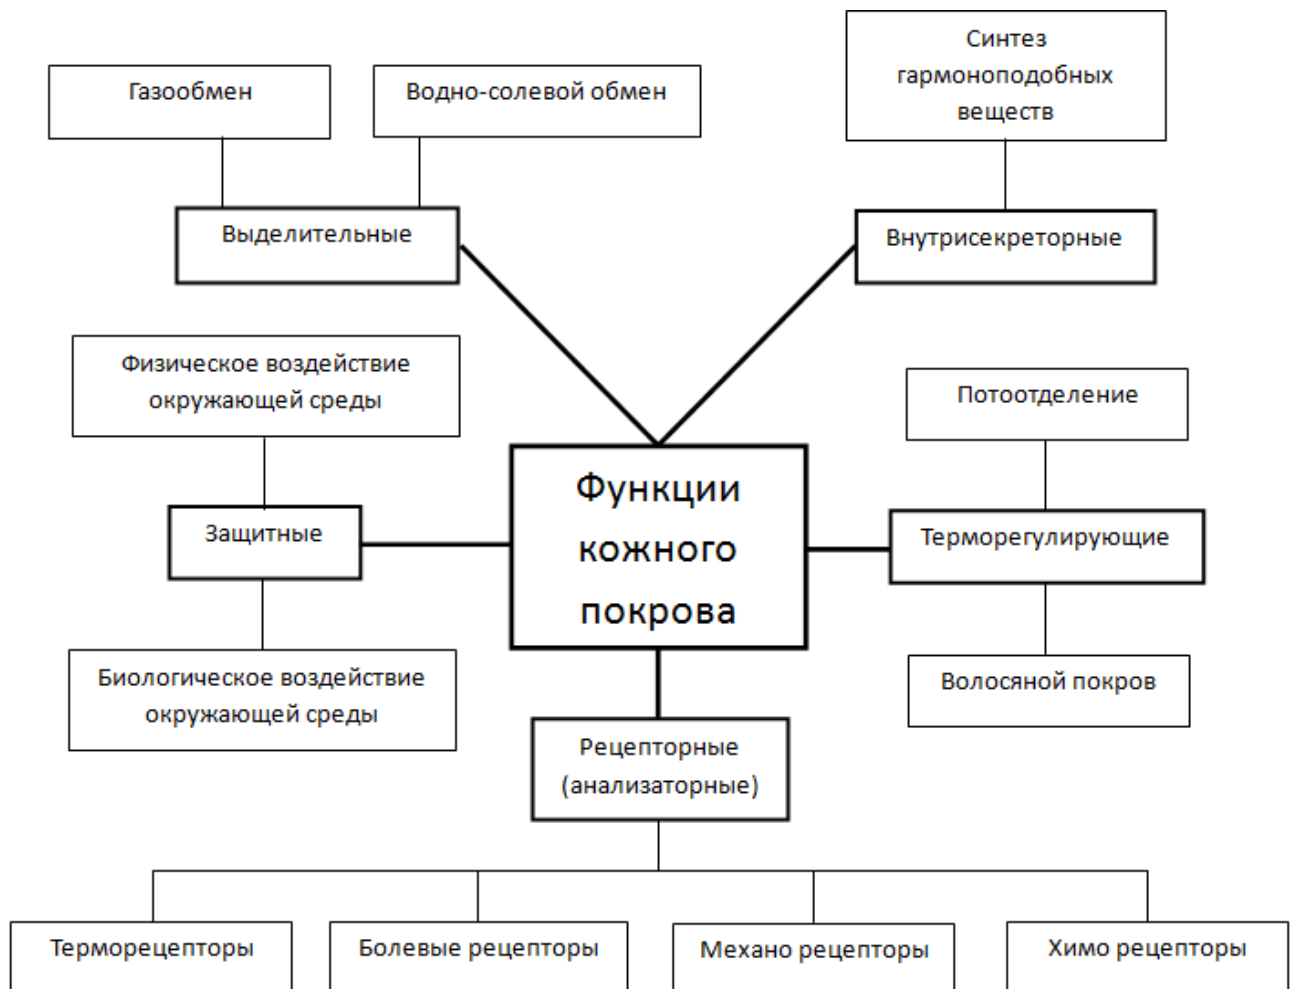 Синтез
гармоноподобных
веществ
Газообмен
Водно-солевой обмен
Выделительные
Внутрисекреторные
Физическое воздействие
окружающей среды
Потоотделение
Функции
кожного
покрова
Защитные
Терморегулирующие
Биологическое воздействие
окружающей среды
Волосяной покров
Рецепторные
(анализаторные)
Терморецепторы
Болевые рецепторы
Механо рецепторы
Химо рецепторы